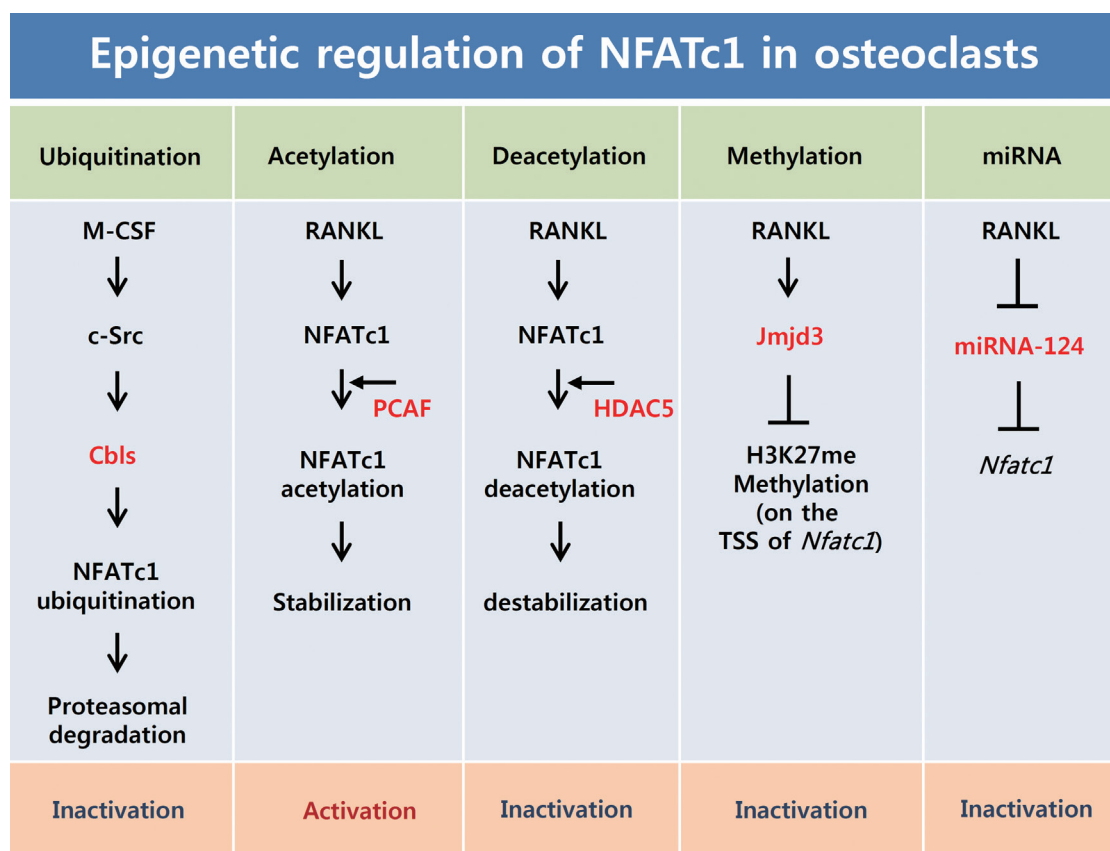 Epigenetic regulation of NFATc1 in osteoclasts
Ubiquitination
Acetylation
Deacetylation
Methylation
miRNA
M-CSF
c-Src
Cbls
NFATc1
ubiquitination
Proteasomal
degradation
RANKL
NFATc1
PCAF
NFATc1
acetylation
Stabilization
RANKL
NFATc1
HDAC5
NFATc1
deacetylation
destabilization
RANKL
Jmjd3
H3K27me
Methylation
(on the
TSS of Nfatc1)
RANKL
miRNA-124
Nfatc1
Inactivation
Activation
Inactivation
Inactivation
Inactivation